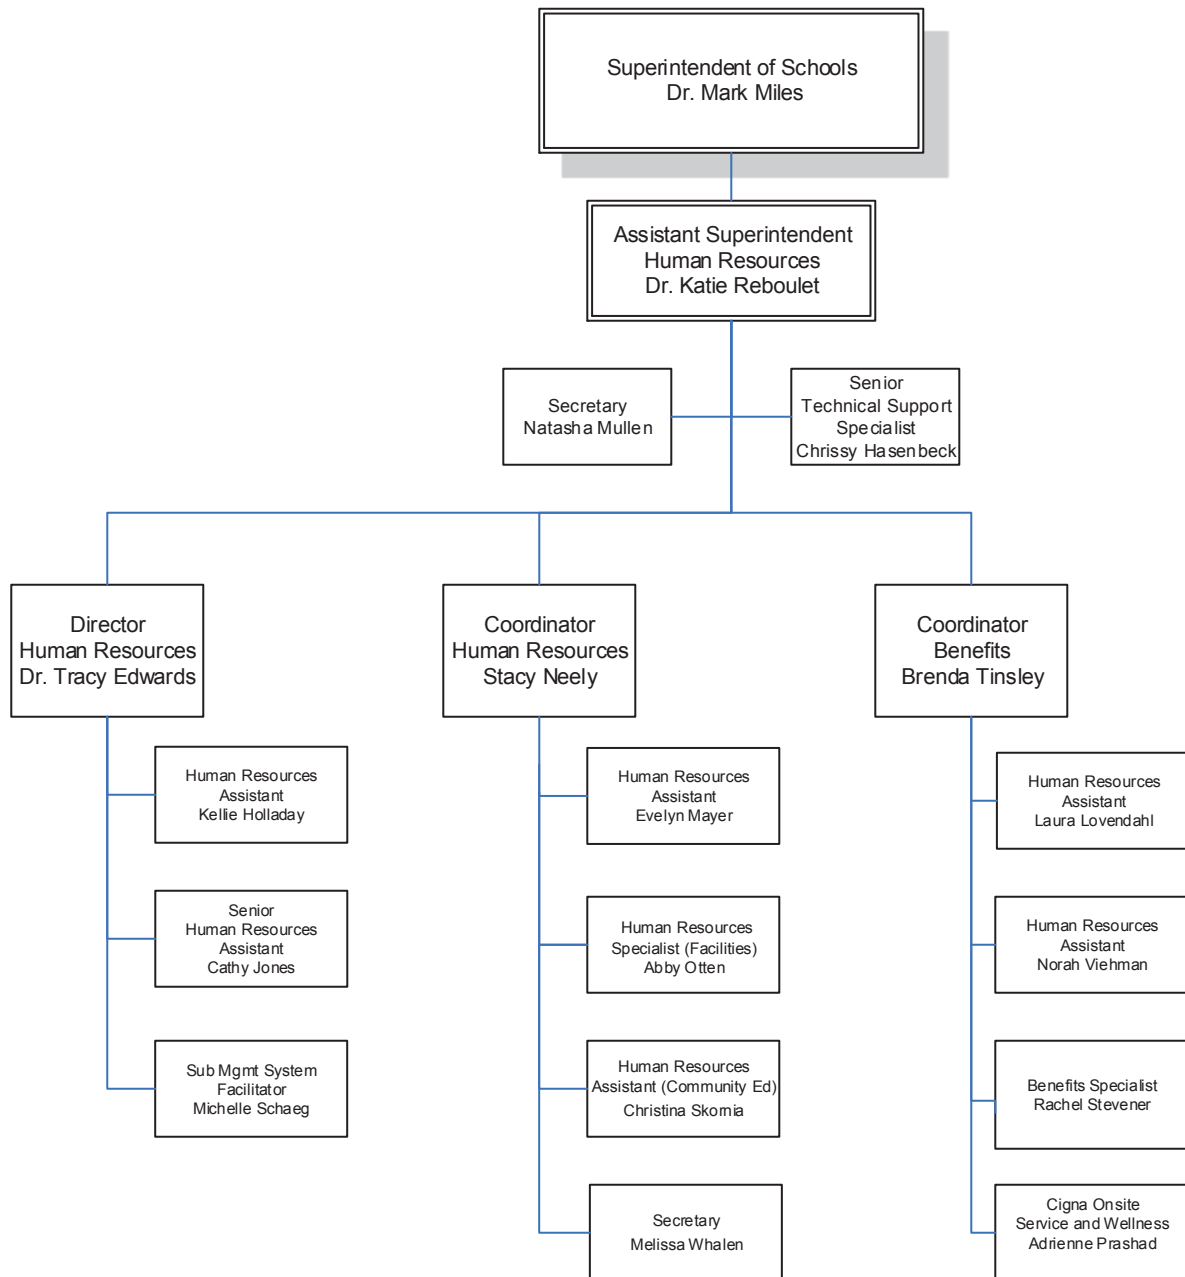 Superintendent of Schools
Dr. Mark Miles
Assistant Superintendent
Human Resources
Dr. Katie Reboulet
Secretary
Natasha Mullen
Senior
Technical Support
Specialist
Chrissy Hasenbeck
Director
Human Resources
Dr. Tracy Edwards
Human Resources
Assistant
Kellie Holladay
Senior
Human Resources
Assistant
Cathy Jones
Sub Mgmt System
Facilitator
Michelle Schaeg
Coordinator
Human Resources
Stacy Neely
Human Resources
Assistant
Evelyn Mayer
Human Resources
Specialist (Facilities)
Abby Otten
Human Resources
Assistant (Community Ed)
Christina Skornia
Secretary
Melissa Whalen
Coordinator
Benefits
Brenda Tinsley
Human Resources
Assistant
Laura Lovendahl
Human Resources
Assistant
Norah Viehman
Benefits Specialist
Rachel Stevener
Cigna Onsite
Service and Wellness
Adrienne Prashad